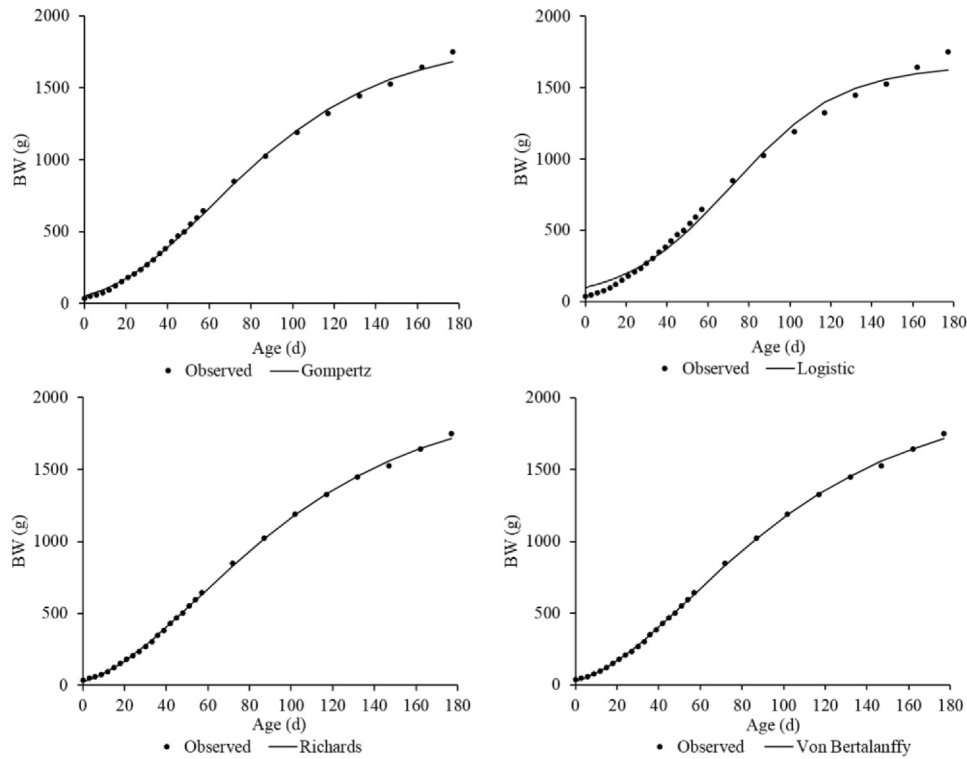 2000
1500
1000
500
0
BW (g)
0 20 40 60 80 100 120 140 160 180
Age (d)
Observed Gompertz
2000
1500
1000
500
0
BW (g)
0 20 40 60 80 100 120 140 160 180
Age (d)
Observed Logistic
2000
1500
1000
500
0
BW (g)
0 20 40 60 80 100 120 140 160 180
Age (d)
Observed Richards
2000
1500
1000
500
0
BW (g)
0 20 40 60 80 100 120 140 160 180
Age (d)
Observed Von Bertalanffy